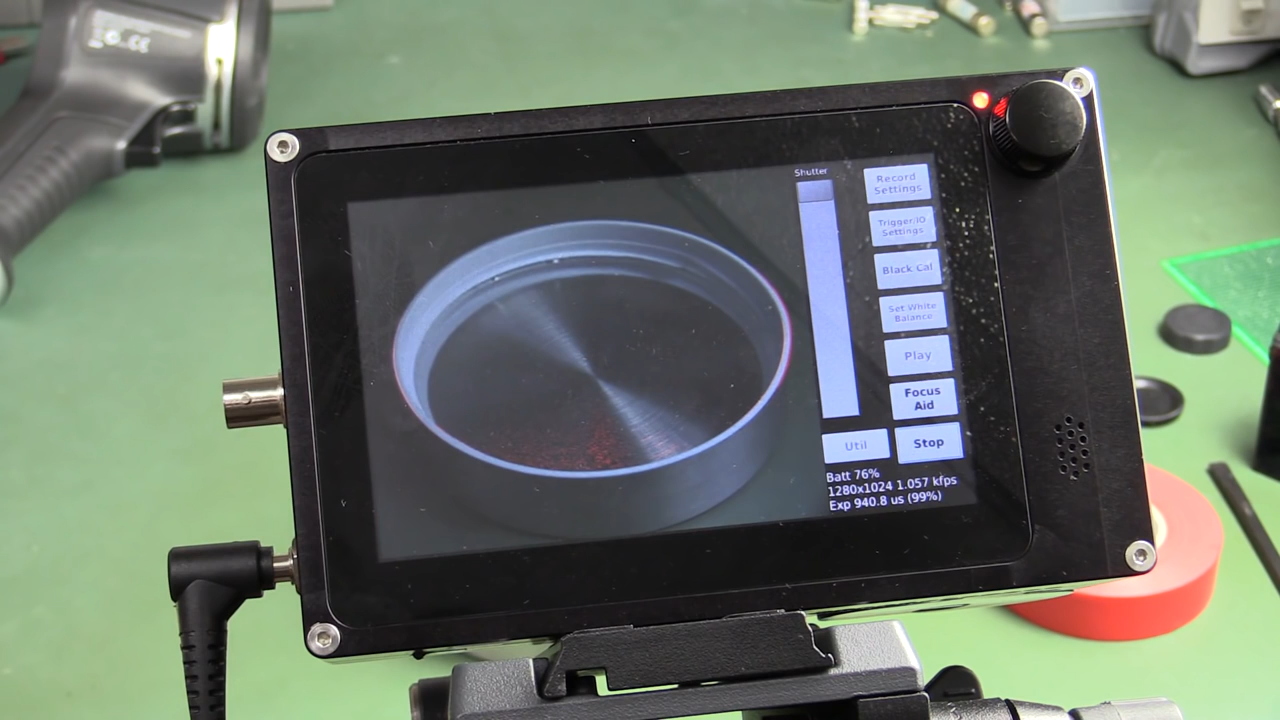 Shutter
Record
Settings
Trigger/IO
Settings
Black Cal
Set White
Balance
Play
Focus
Aid
Util
Stop
Batt 76%
1280x1024 1.057 kfps
Exp 940.8 us (99%)